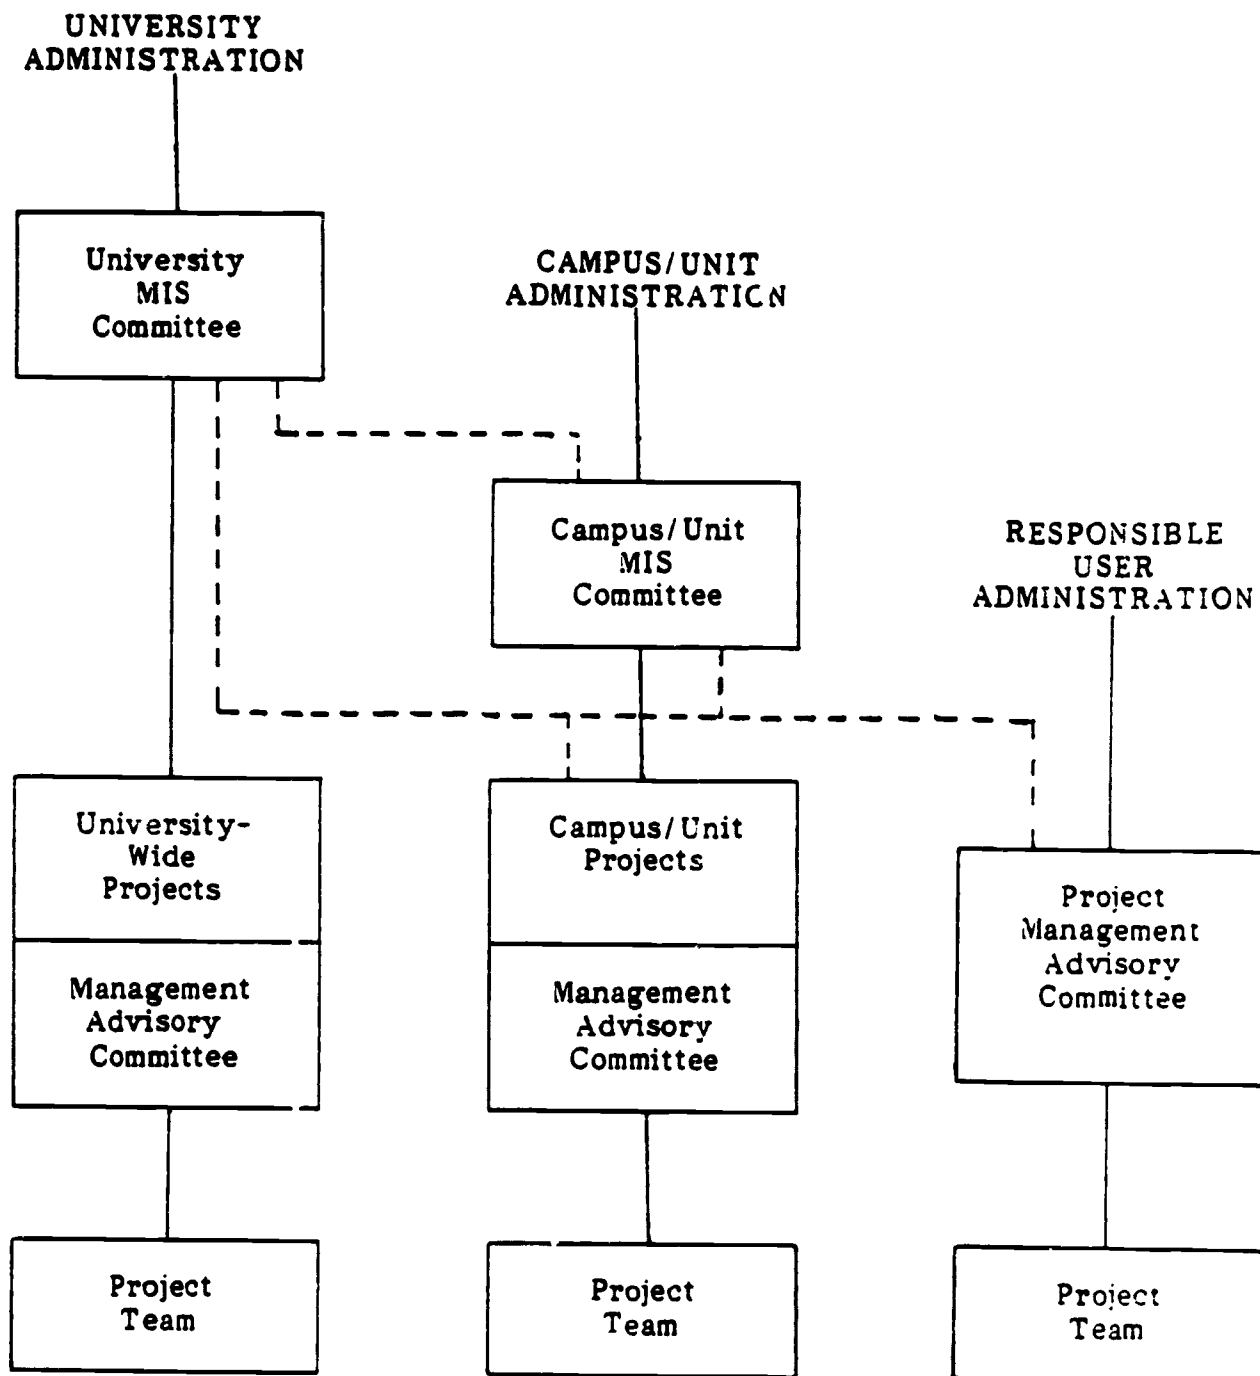 UNIVERSITY
ADMINISTRATION
University
MIS
Committee
CAMPUS/UNIT
ADMINISTRATION
Campus/Unit
MIS
Committee
RESPONSIBLE
USER
ADMINISTRATION
University-
Wide
Projects
Management
Advisory
Committee
Campus/Unit
Projects
Management
Advisory
Committee
Project
Management
Advisory
Committee
Project
Team
Project
Team
Project
Team